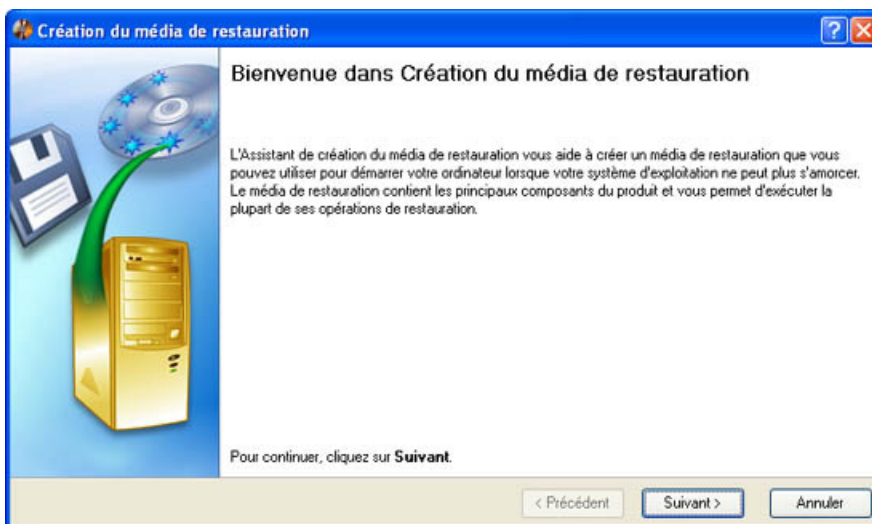 Création du média de restauration
Bienvenue dans Création du média de restauration
L'Assistant de création du média de restauration vous aide à créer un média de restauration que vous
pouvez utiliser pour démarrer votre ordinateur lorsque votre système d'exploitation ne peut plus s'amorcer.
Le média de restauration contient les principaux composants du produit et vous permet d'exécuter la
plupart de ses opérations de restauration.
Pour continuer, cliquez sur Suivant.
< Précédent
Suivant >
Annuler